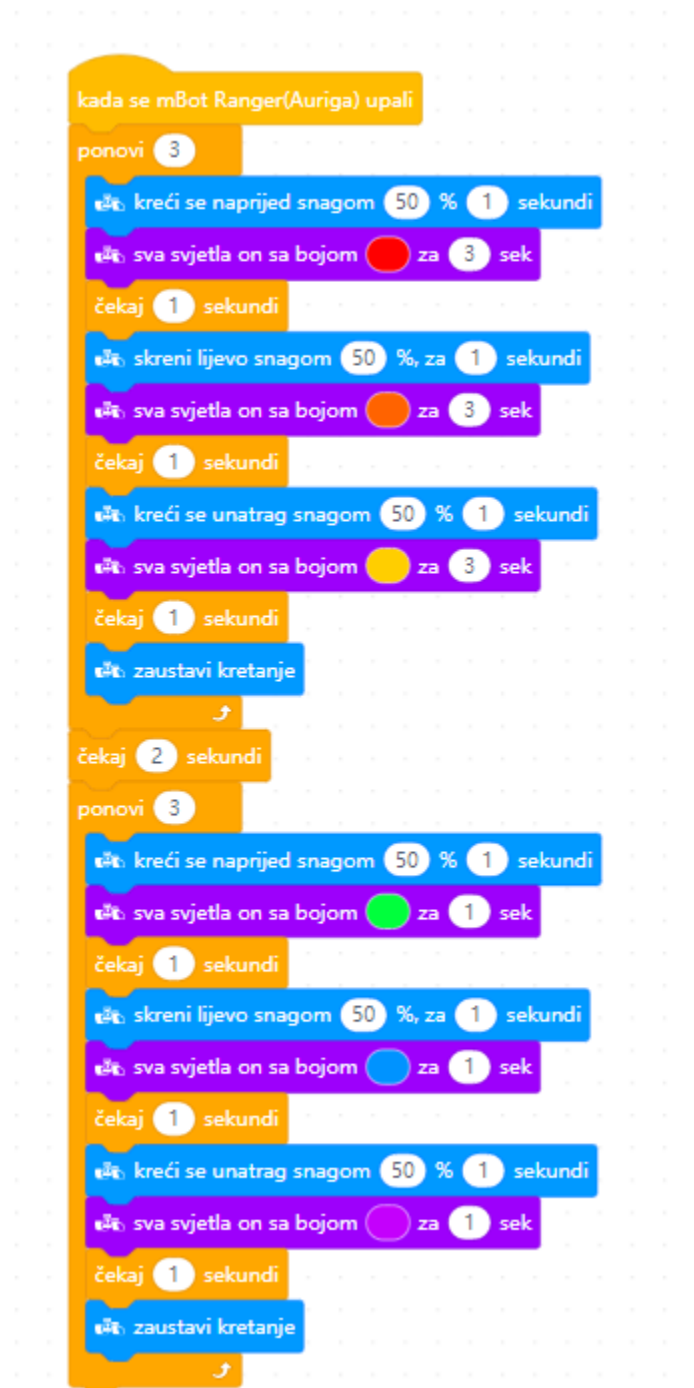 kada se mBot Ranger(Auriga) upali
ponovi 3
kreći se naprijed snagom 50 % 1 sekundi
sva svjetla on sa bojom za 3 sek
čekaj 1 sekundi
skreni lijevo snagom 50 %, za 1 sekundi
sva svjetla on sa bojom za 3 sek
čekaj 1 sekundi
kreći se unatrag snagom 50 % 1 sekundi
sva svjetla on sa bojom za 3 sek
čekaj 1 sekundi
zaustavi kretanje
čekaj 2 sekundi
ponovi 3
kreći se naprijed snagom 50 % 1 sekundi
sva svjetla on sa bojom za 1 sek
čekaj 1 sekundi
skreni lijevo snagom 50 %, za 1 sekundi
sva svjetla on sa bojom za 1 sek
čekaj 1 sekundi
kreći se unatrag snagom 50 % 1 sekundi
sva svjetla on sa bojom za 1 sek
čekaj 1 sekundi
zaustavi kretanje